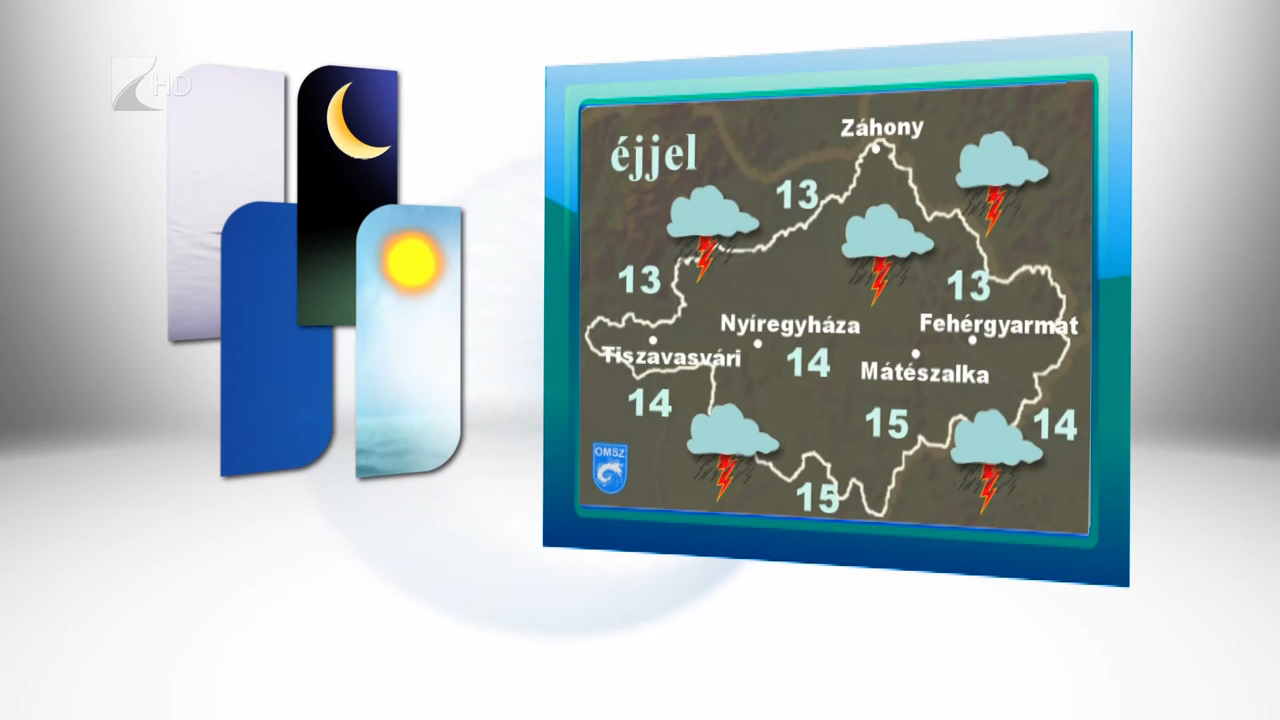 HD
éjjel
Záhony
13
13
13
Nyíregyháza
Fehérgyarmat
Tiszavasvári
14
Mátészalka
14
15
14
OMSZ
15